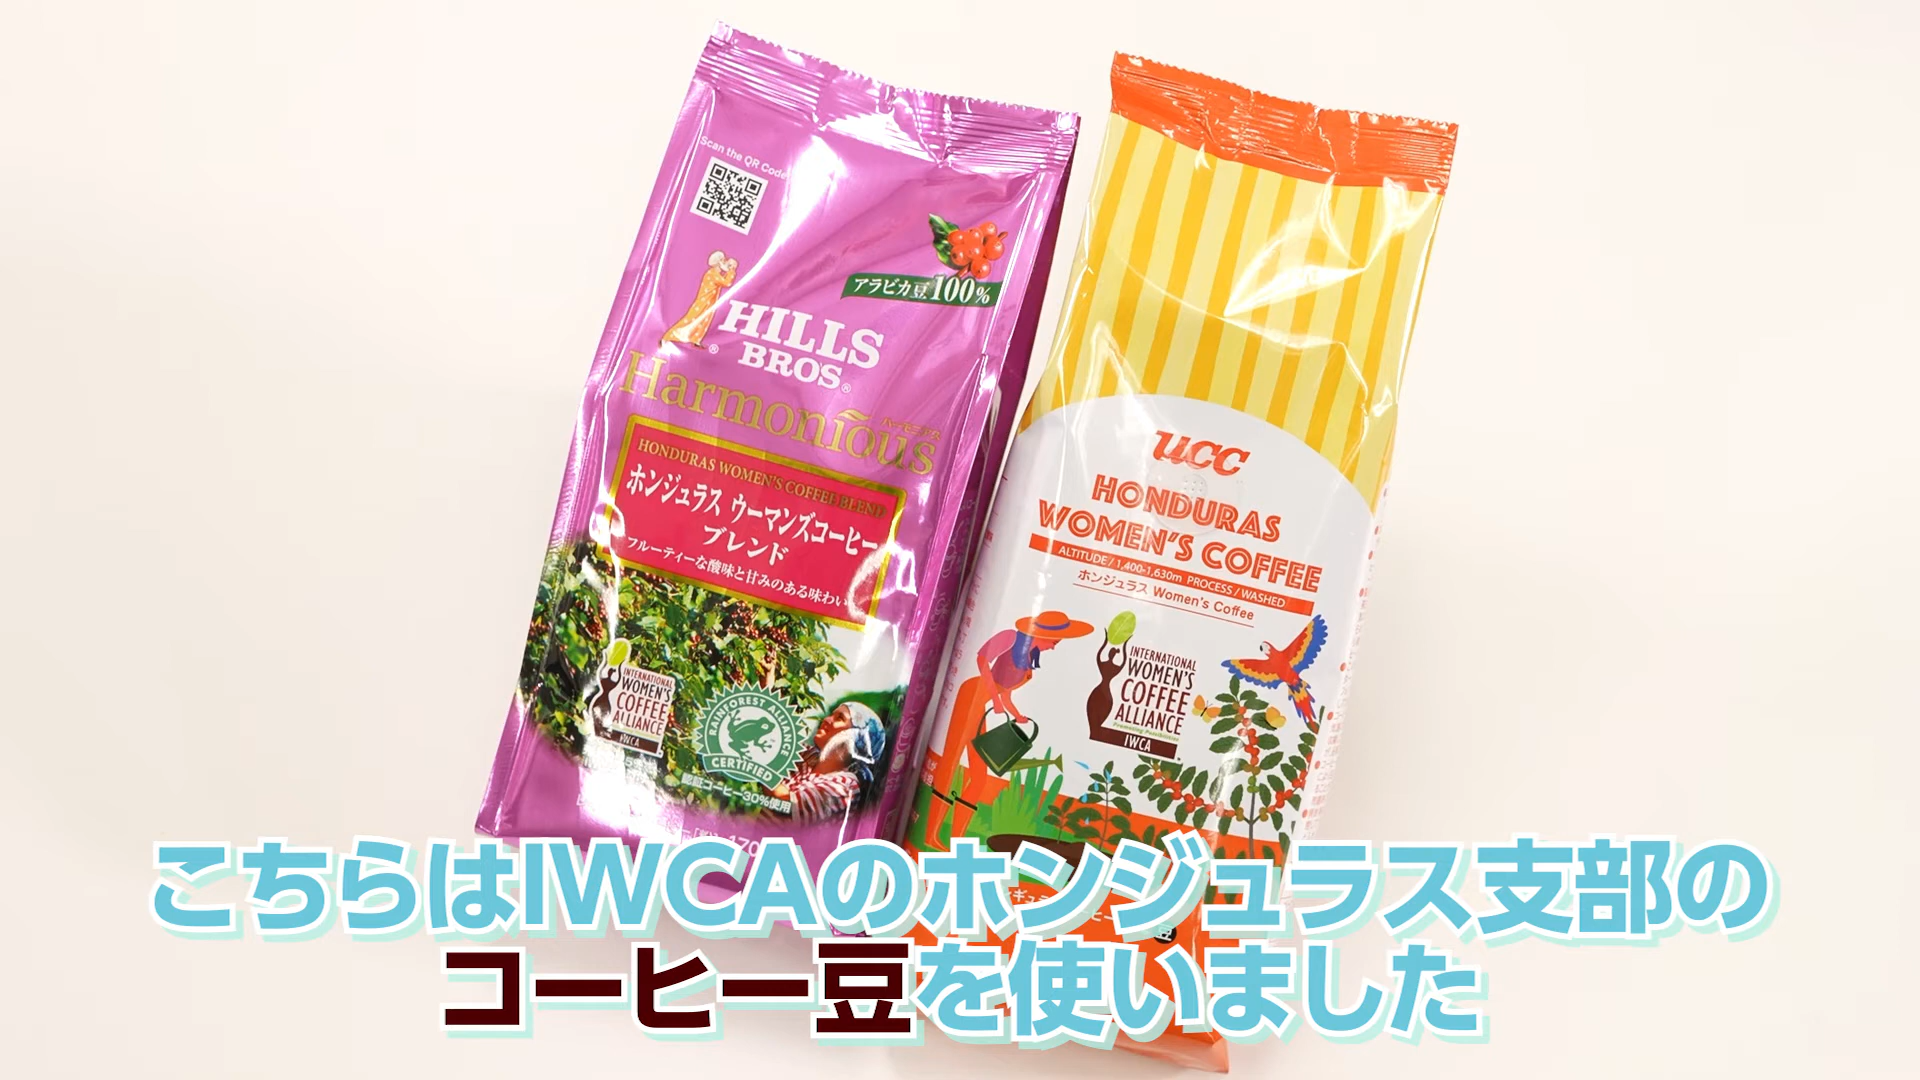 Scan the QR Code
アラビカ豆100%
HILLS
BROS®
Harmonious
ハーモニアス
HONDURAS WOMEN'S COFFEE BLEND
ホンジュラス ウーマンズコーヒー
ブレンド
フルーティーな酸味と甘みのある味わい
INTERNATIONAL
WOMEN'S
COFFEE
ALLIANCE
IWCA
RAINFOREST ALLIANCE
CERTIFIED
認証コーヒー30%使用
UCC
HONDURAS
WOMEN'S COFFEE
ALTITUDE / 1,400-1,630m PROCESS / WASHED
ホンジュラス Women's Coffee
INTERNATIONAL
WOMEN'S
COFFEE
ALLIANCE
Promoting Possibilities
IWCA
こちらはIWCAのホンジュラス支部の
コーヒー豆を使いました